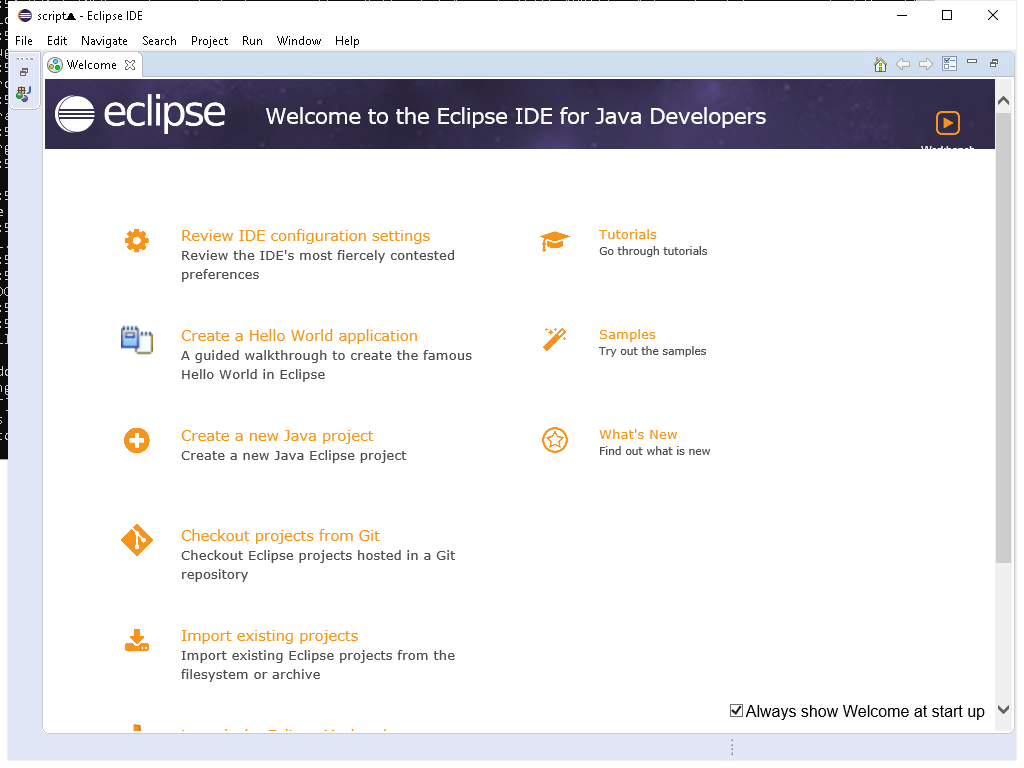 script▲ - Eclipse IDE
File Edit Navigate Search Project Run Window Help
Welcome
eclipse
Welcome to the Eclipse IDE for Java Developers
Workbench
Review IDE configuration settings
Review the IDE's most fiercely contested
preferences
Tutorials
Go through tutorials
Create a Hello World application
A guided walkthrough to create the famous
Hello World in Eclipse
Samples
Try out the samples
Create a new Java project
Create a new Java Eclipse project
What's New
Find out what is new
Checkout projects from Git
Checkout Eclipse projects hosted in a Git
repository
Import existing projects
Import existing Eclipse projects from the
filesystem or archive
Always show Welcome at start up